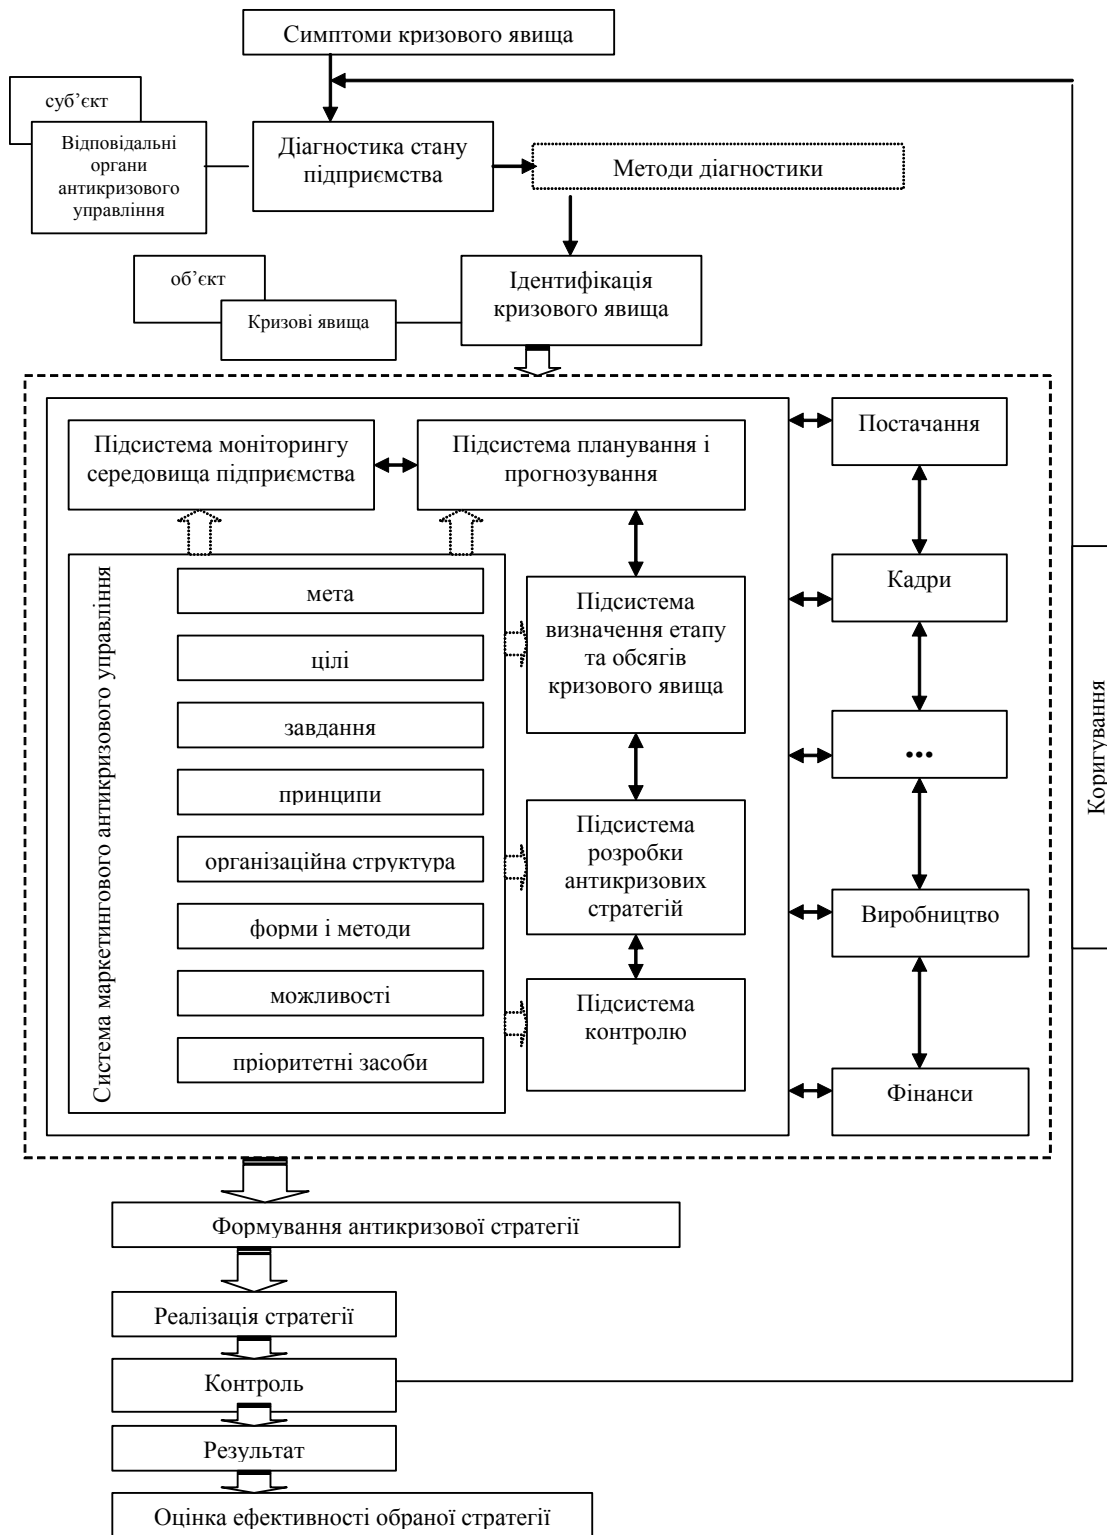 Симптоми кризового явища
суб’єкт
Відповідальні
органи
антикризового
управління
Діагностика стану
підприємства
Методи діагностики
об’єкт
Кризові явища
Ідентифікація
кризового явища
Підсистема моніторингу
середовища підприємства
Підсистема планування і
прогнозування
Постачання
Система маркетингового антикризового управління
мета
цілі
завдання
принципи
організаційна структура
форми і методи
можливості
пріоритетні засоби
Підсистема
визначення етапу
та обсягів
кризового явища
Підсистема
розробки
антикризових
стратегій
Підсистема
контролю
Кадри
...
Виробництво
Фінанси
Коригування
Формування антикризової стратегії
Реалізація стратегії
Контроль
Результат
Оцінка ефективності обраної стратегії